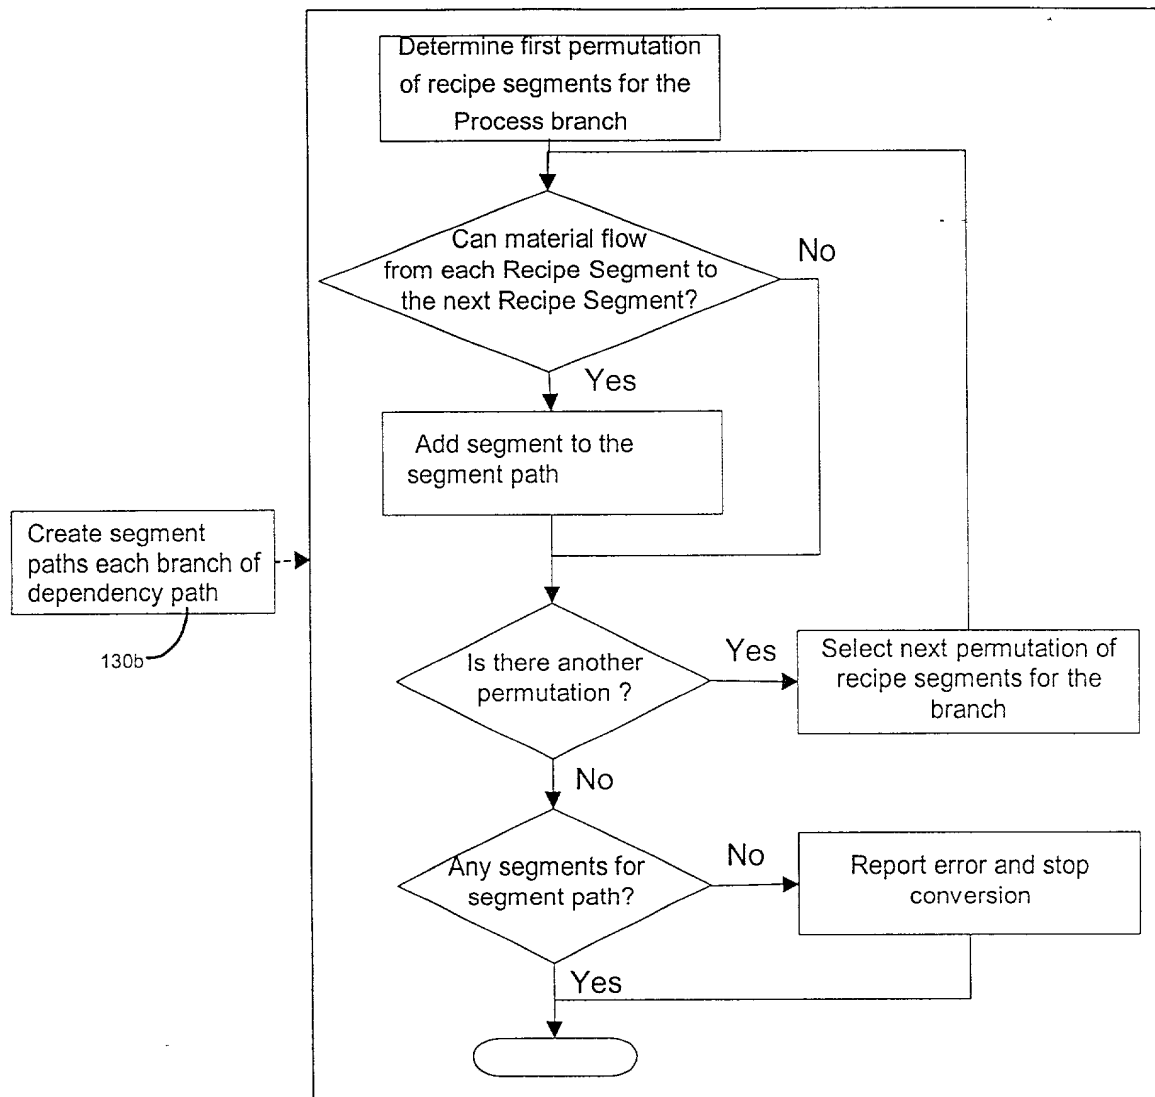 Determine first permutation
of recipe segments for the
Process branch
Can material flow
from each Recipe Segment to
the next Recipe Segment?
No
Yes
Add segment to the
segment path
Create segment
paths each branch of
dependency path
130b
Is there another
permutation ?
Yes
Select next permutation of
recipe segments for the
branch
No
Any segments for
segment path?
No
Report error and stop
conversion
Yes